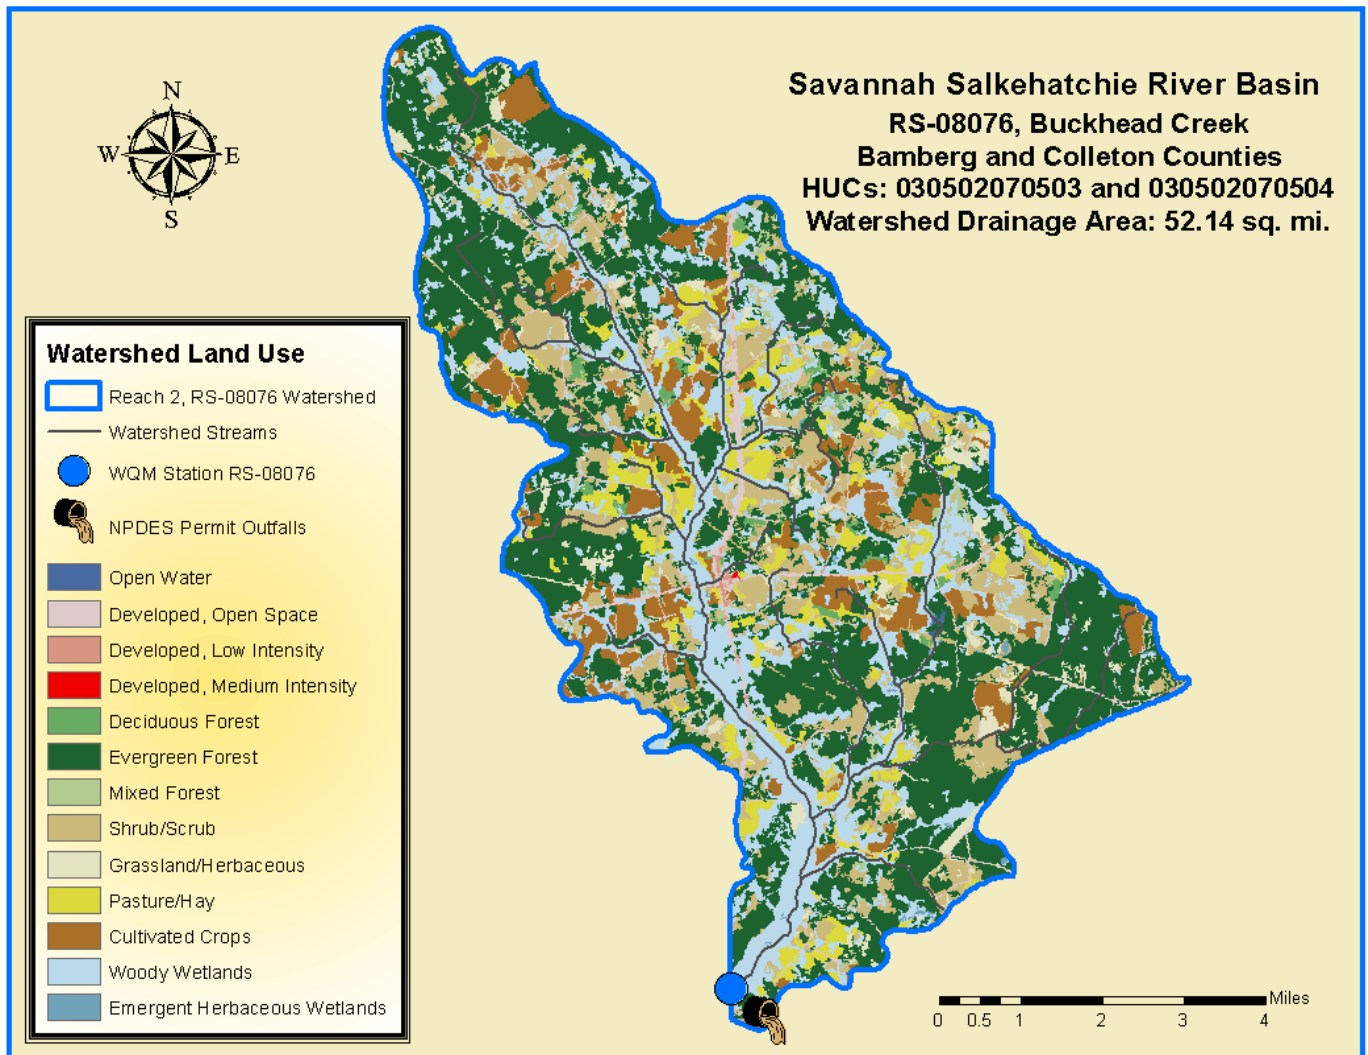 Savannah Salkehatchie River Basin
RS-08076, Buckhead Creek
Bamberg and Colleton Counties
HUCs: 030502070503 and 030502070504
Watershed Drainage Area: 52.14 sq. mi.
N
W E
S
Watershed Land Use
Reach 2, RS-08076 Watershed
Watershed Streams
WQM Station RS-08076
NPDES Permit Outfalls
Open Water
Developed, Open Space
Developed, Low Intensity
Developed, Medium Intensity
Deciduous Forest
Evergreen Forest
Mixed Forest
Shrub/Scrub
Grassland/Herbaceous
Pasture/Hay
Cultivated Crops
Woody Wetlands
Emergent Herbaceous Wetlands
Miles
0 0.5 1 2 3 4